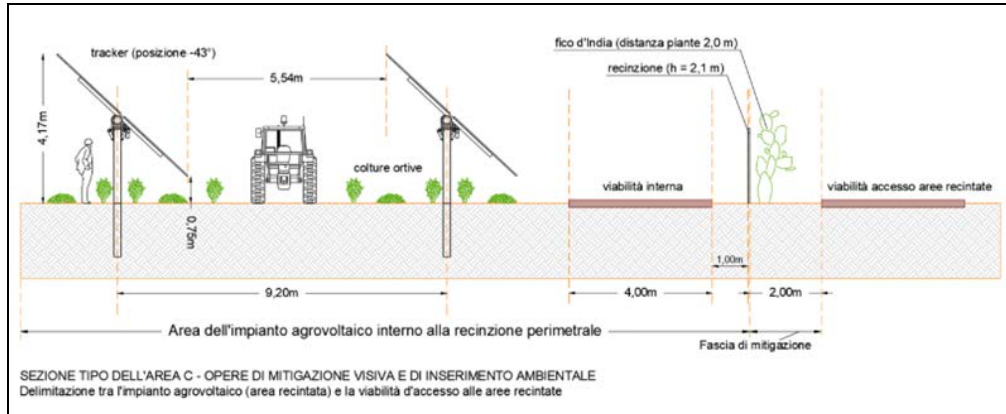 fico d'India (distanza piante 2,0 m)
tracker (posizione -43°)
recinzione (h = 2,1 m)
5,54m
4,17m
colture ortive
viabilità interna
viabilità accesso aree recintate
0,75m
1,00m
9,20m
4,00m
2,00m
Area dell'impianto agrovoltaico interno alla recinzione perimetrale
Fascia di mitigazione
SEZIONE TIPO DELL'AREA C - OPERE DI MITIGAZIONE VISIVA E DI INSERIMENTO AMBIENTALE
Delimitazione tra l'impianto agrovoltaico (area recintata) e la viabilità d'accesso alle aree recintate